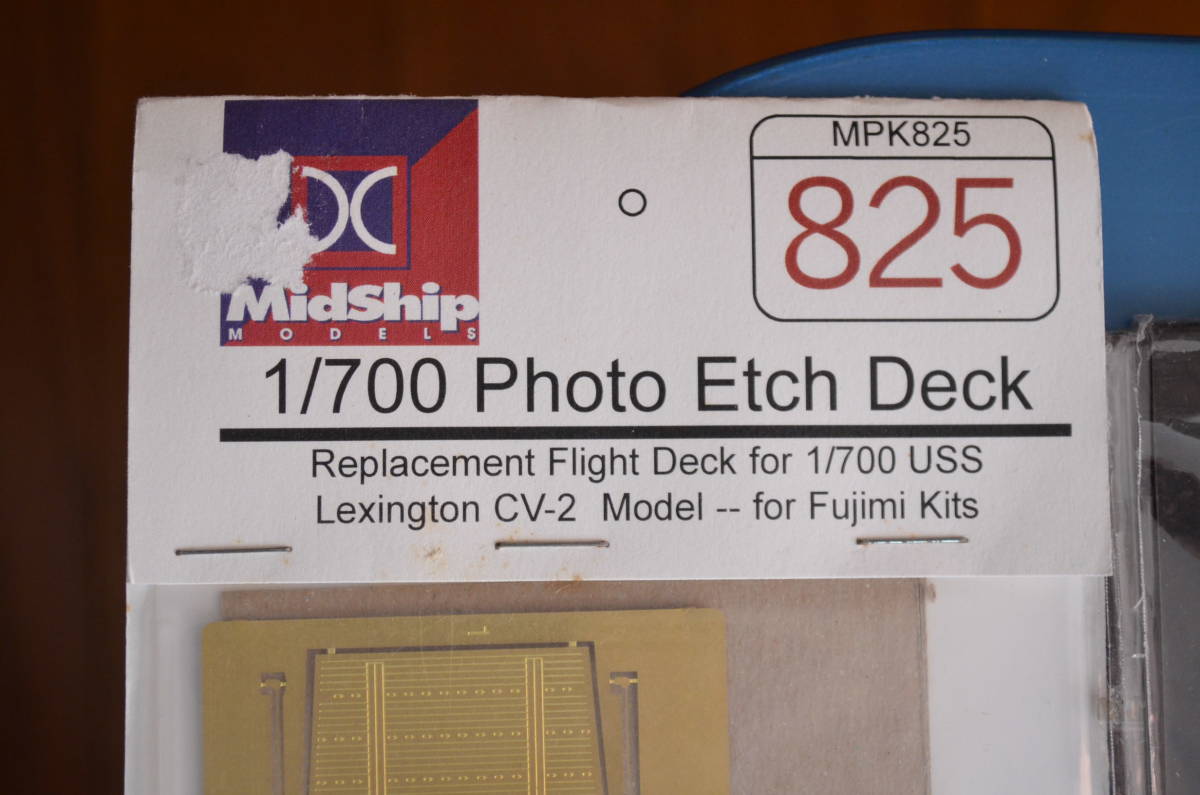 MPK825
825
MidShip
MODELS
1/700 Photo Etch Deck
Replacement Flight Deck for 1/700 USS
Lexington CV-2 Model -- for Fujimi Kits
1